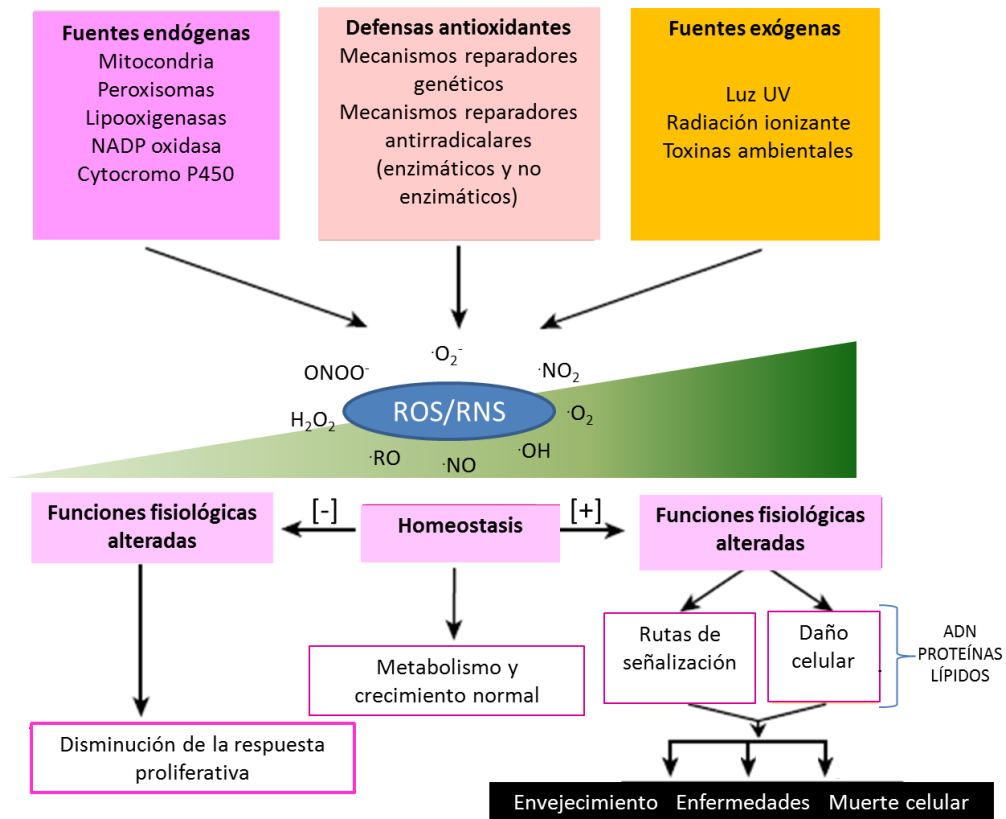 Fuentes endógenas
Mitocondria
Peroxisomas
Lipooxigenasas
NADP oxidasa
Cytocromo P450
Defensas antioxidantes
Mecanismos reparadores
genéticos
Mecanismos reparadores
antirradicalares
(enzimáticos y no
enzimáticos)
Fuentes exógenas
Luz UV
Radiación ionizante
Toxinas ambientales
·O₂⁻
ONOO⁻
·NO₂
H₂O₂
ROS/RNS
·O₂
·RO
·NO
·OH
Funciones fisiológicas
alteradas
[-]
Homeostasis
[+]
Funciones fisiológicas
alteradas
Rutas de
señalización
Daño
celular
ADN
PROTEÍNAS
LÍPIDOS
Metabolismo y
crecimiento normal
Disminución de la respuesta
proliferativa
Envejecimiento Enfermedades Muerte celular